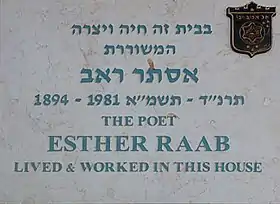 בבית זה חיה ויצרה
המשוררת
אסתר ראב
תרנ"ד - תשמ"א 1981 - 1894
THE POET
ESTHER RAAB
LIVED & WORKED IN THIS HOUSE